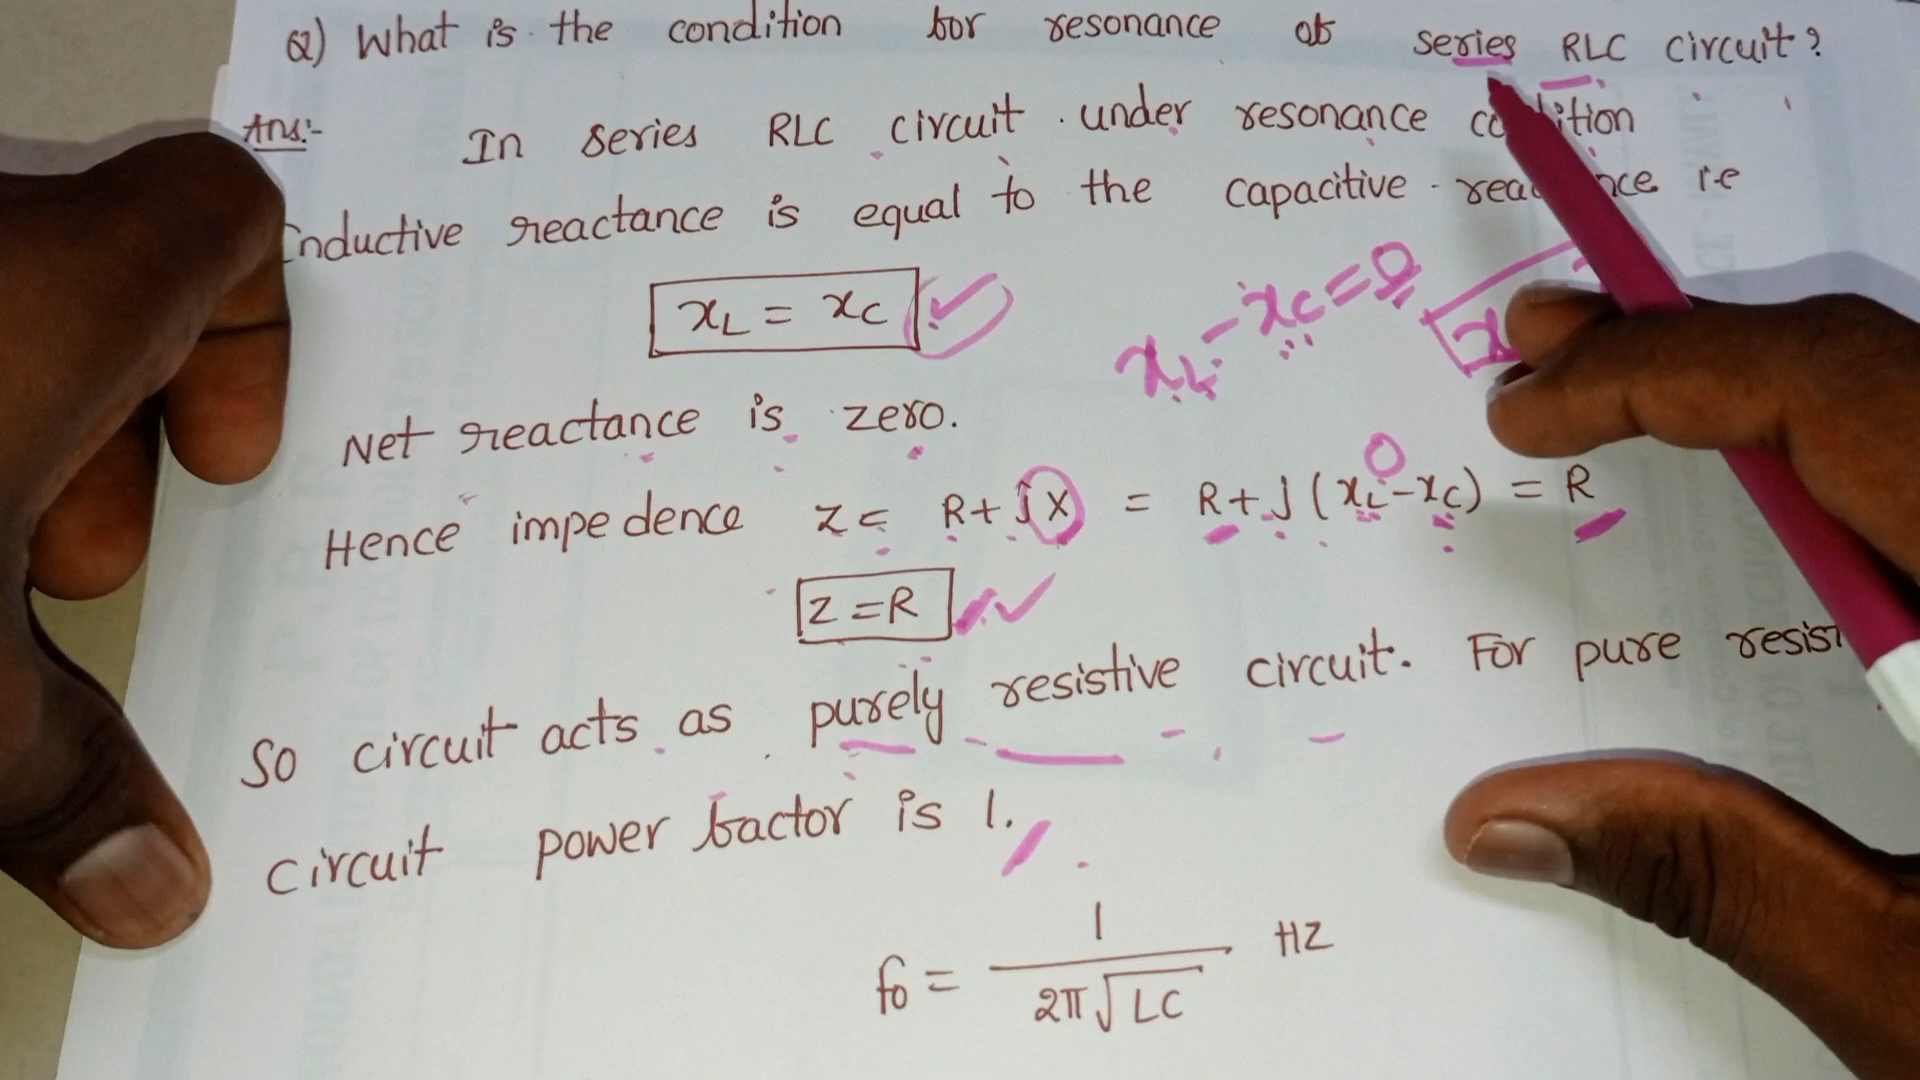 Q) What is the condition for resonance of series RLC circuit?
Ans:- In series RLC circuit under resonance condition
Inductive reactance is equal to the capacitive reactance i.e
xL = xC
xL - xC = 0
x
Net reactance is zero.
Hence impedence Z = R + jX = R + j (xL - xC) = R
0
Z = R
So circuit acts as purely resistive circuit. For pure resist
circuit power factor is 1.
f0 = 1 / 2π√LC HZ